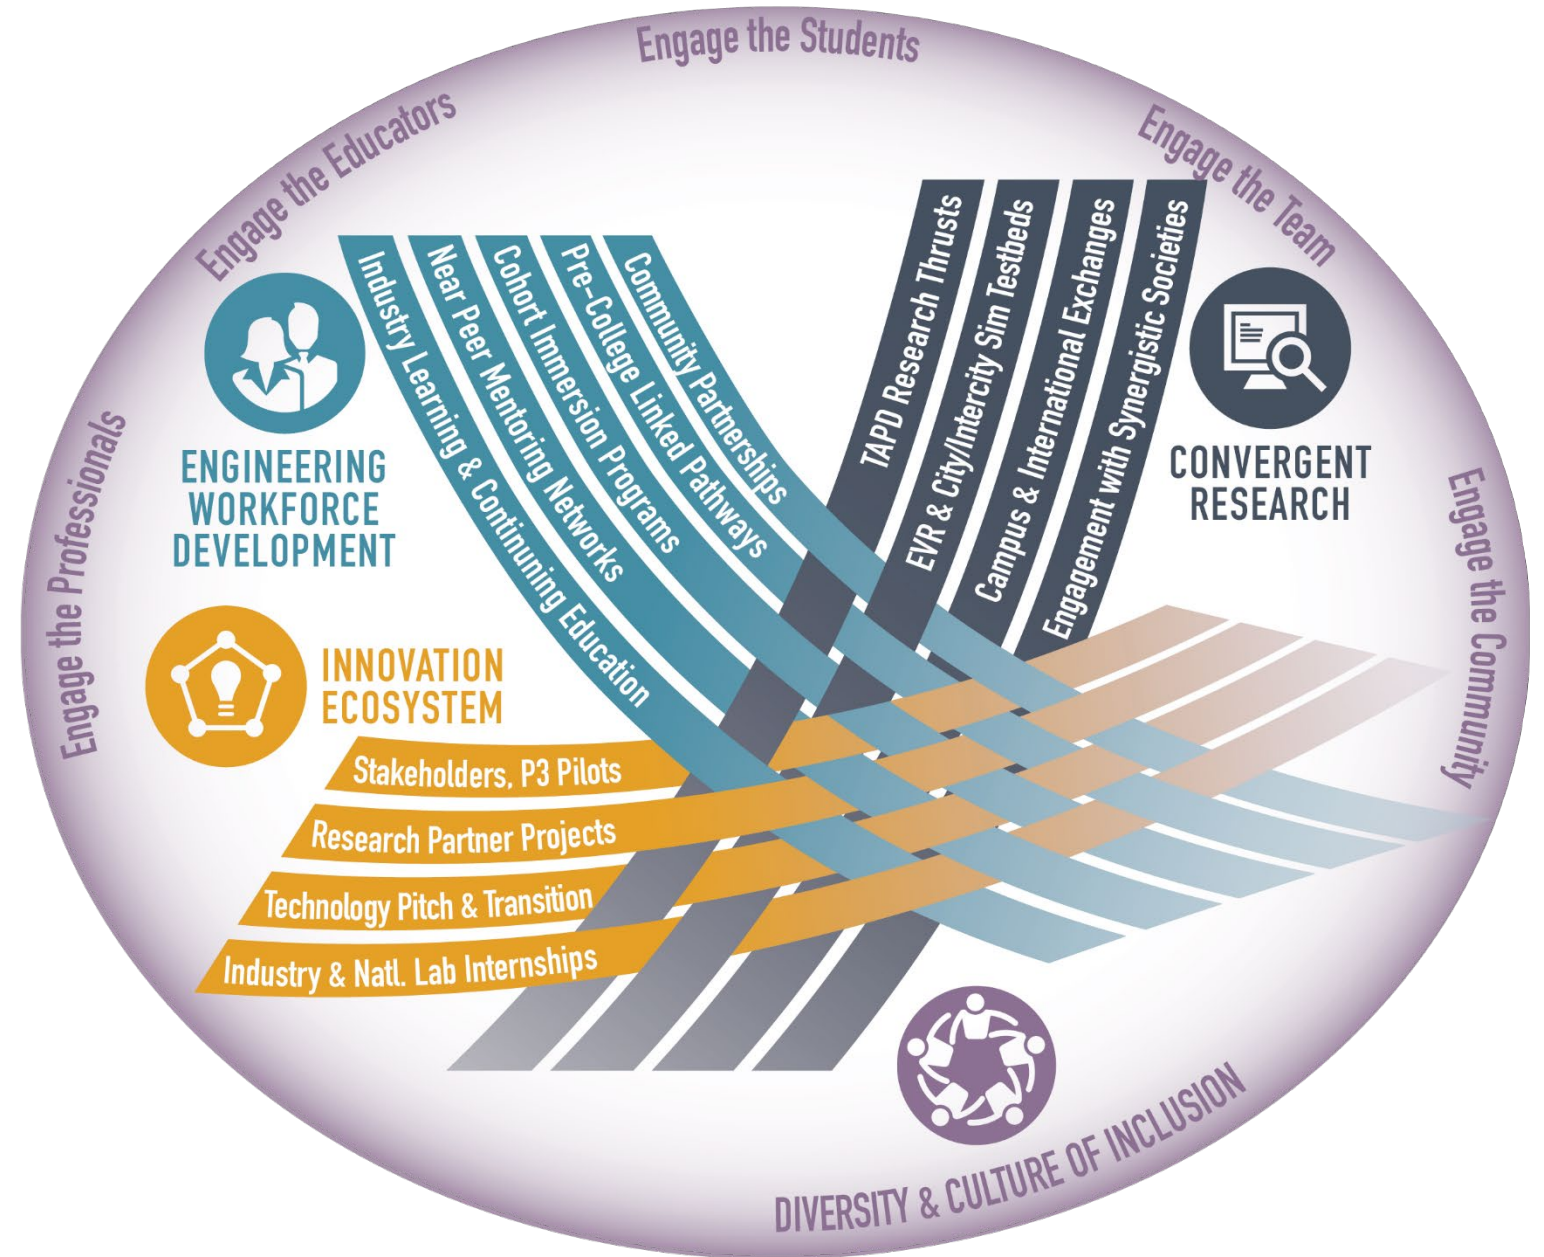 Engage the Students
Engage the Educators
Engage the Team
Engage the Professionals
Engage the Community
ENGINEERING
WORKFORCE
DEVELOPMENT
Industry Learning & Continuning Education
Near Peer Mentoring Networks
Cohort Immersion Programs
Pre-College Linked Pathways
Community Partnerships
TAPD Research Thrusts
EVR & City/Intercity Sim Testbeds
Campus & International Exchanges
Engagement with Synergistic Societies
CONVERGENT
RESEARCH
INNOVATION
ECOSYSTEM
Stakeholders, P3 Pilots
Research Partner Projects
Technology Pitch & Transition
Industry & Natl. Lab Internships
DIVERSITY & CULTURE OF INCLUSION